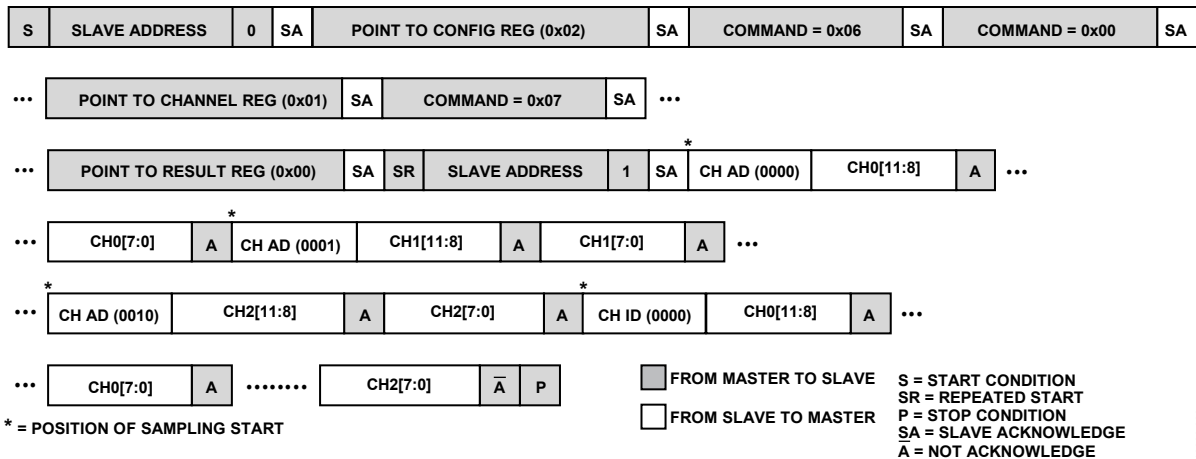 S SLAVE ADDRESS 0 SA POINT TO CONFIG REG (0x02) SA COMMAND = 0x06 SA COMMAND = 0x00 SA
••• POINT TO CHANNEL REG (0x01) SA COMMAND = 0x07 SA •••
*
••• POINT TO RESULT REG (0x00) SA SR SLAVE ADDRESS 1 SA CH AD (0000) CH0[11:8] A •••
*
••• CH0[7:0] A CH AD (0001) CH1[11:8] A CH1[7:0] A •••
* *
••• CH AD (0010) CH2[11:8] A CH2[7:0] A CH ID (0000) CH0[11:8] A •••
••• CH0[7:0] A •••••••• CH2[7:0] A̅ P
* = POSITION OF SAMPLING START
FROM MASTER TO SLAVE
FROM SLAVE TO MASTER
S = START CONDITION
SR = REPEATED START
P = STOP CONDITION
SA = SLAVE ACKNOWLEDGE
A̅ = NOT ACKNOWLEDGE